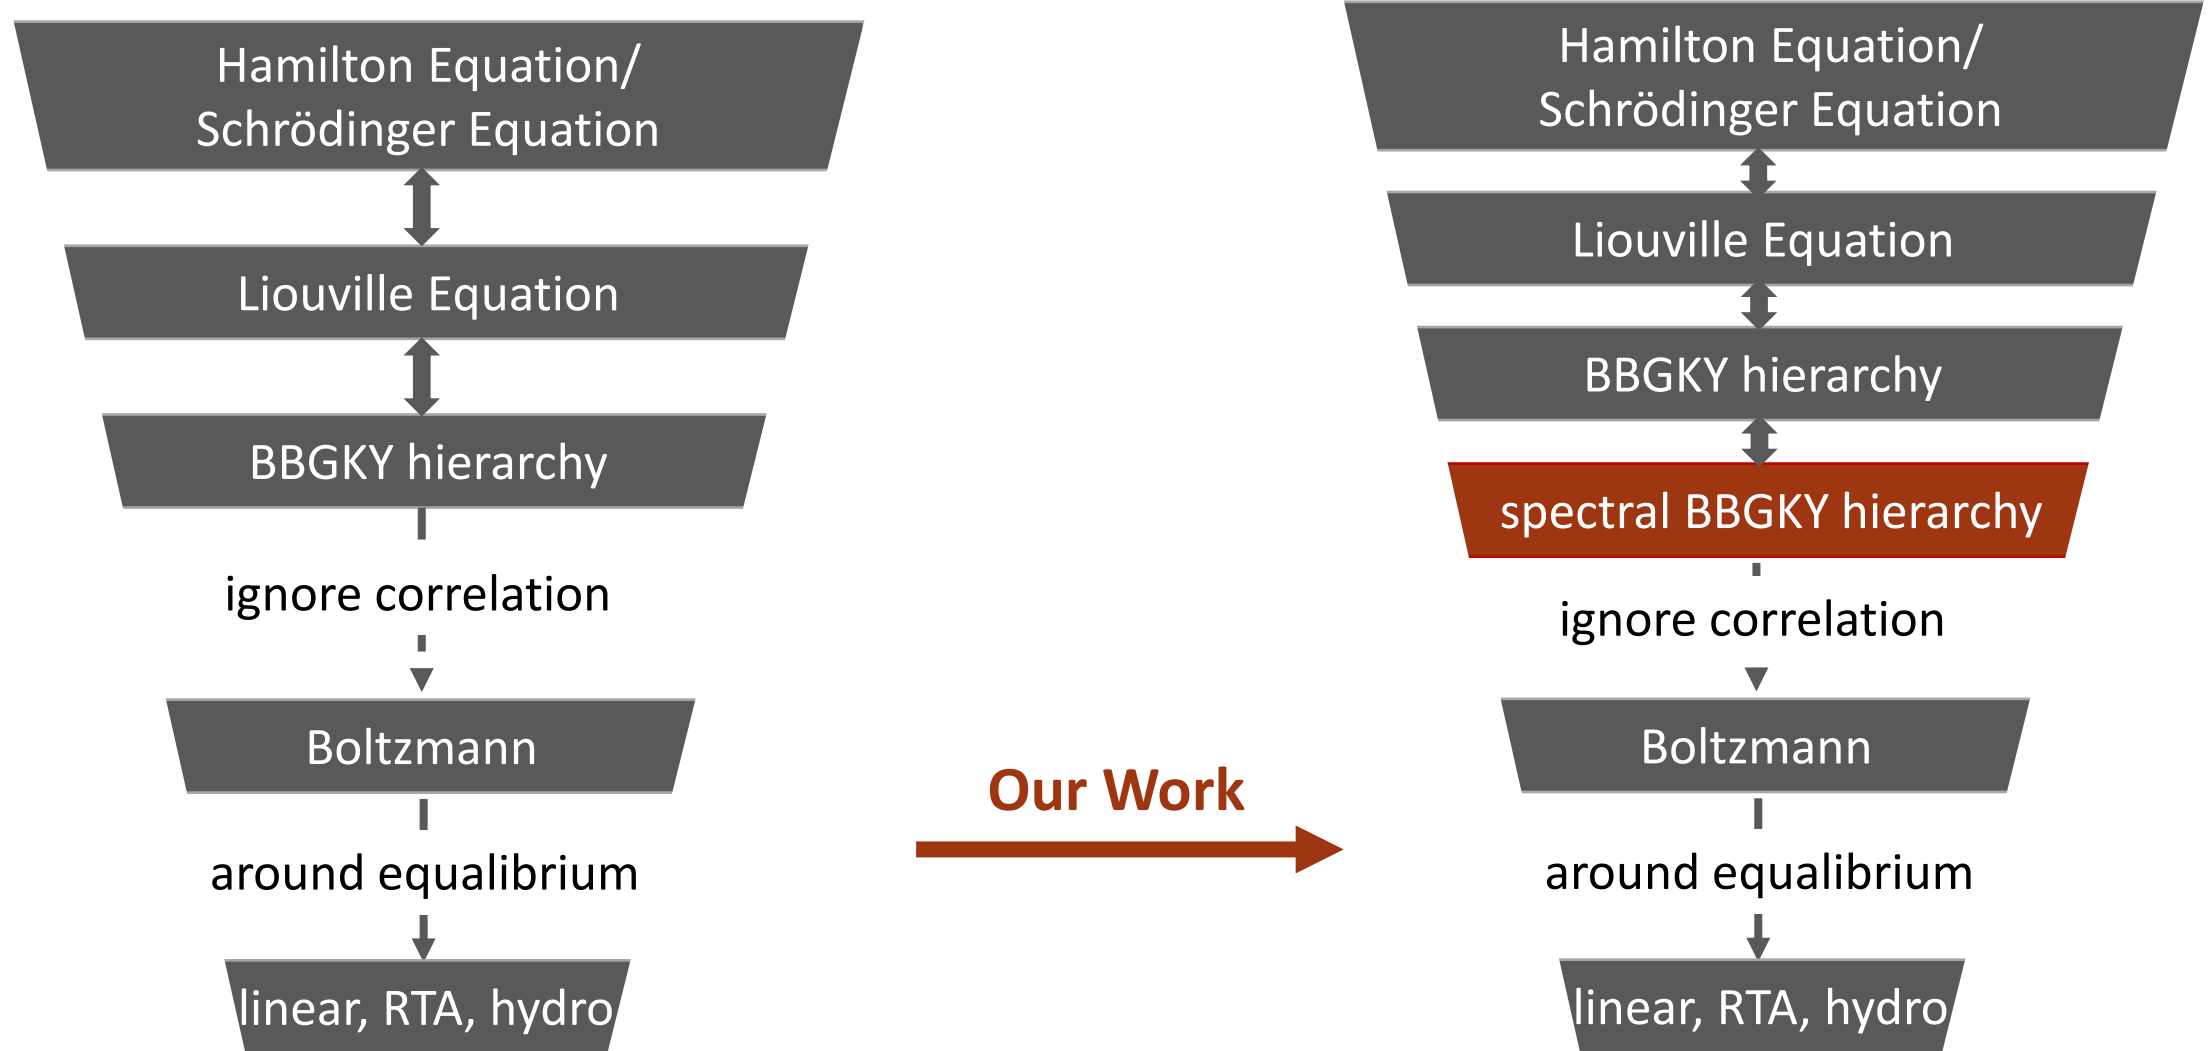 Hamilton Equation/
Schrödinger Equation
Liouville Equation
BBGKY hierarchy
ignore correlation
Boltzmann
around equalibrium
linear, RTA, hydro
Our Work
Hamilton Equation/
Schrödinger Equation
Liouville Equation
BBGKY hierarchy
spectral BBGKY hierarchy
ignore correlation
Boltzmann
around equalibrium
linear, RTA, hydro